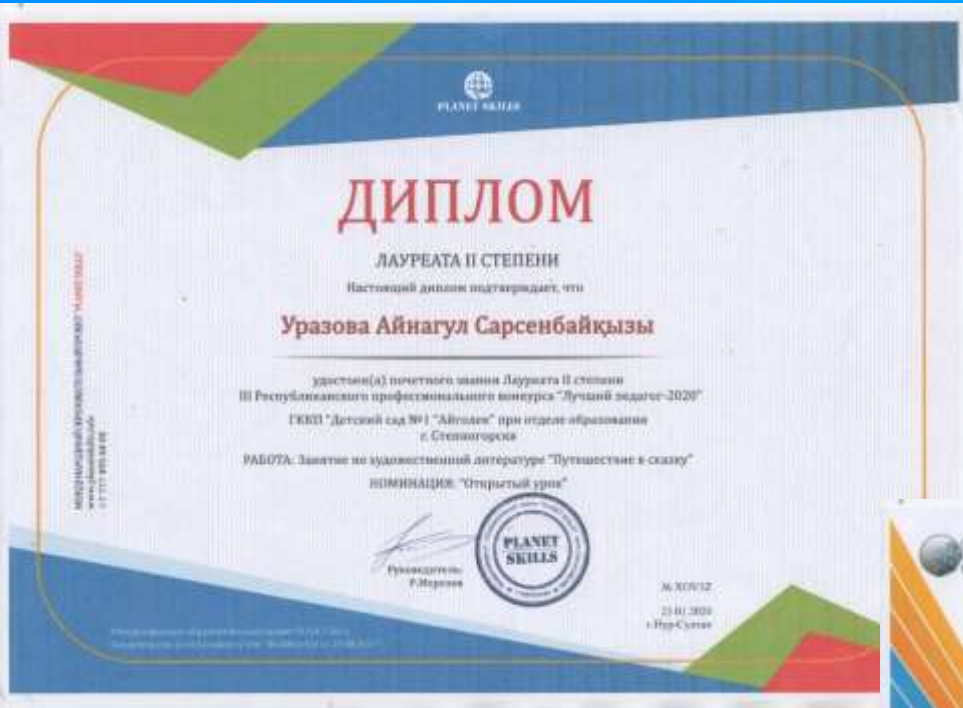 PLANET SKILLS
ДИПЛОМ
ЛАУРЕАТА II СТЕПЕНИ
Настоящий диплом подтверждает, что
Уразова Айнагул Сарсенбайқызы
удостоен(а) почетного звания Лауреата II степени
III Республиканского профессионального конкурса "Лучший педагог-2020"
ГККП "Детский сад №1 "Айголек" при отделе образования
г. Степногорска
РАБОТА: Занятие по художественной литературе "Путешествие в сказку"
НОМИНАЦИЯ: "Открытый урок"
PLANET
SKILLS
Руководитель:
г.Нур-Султан